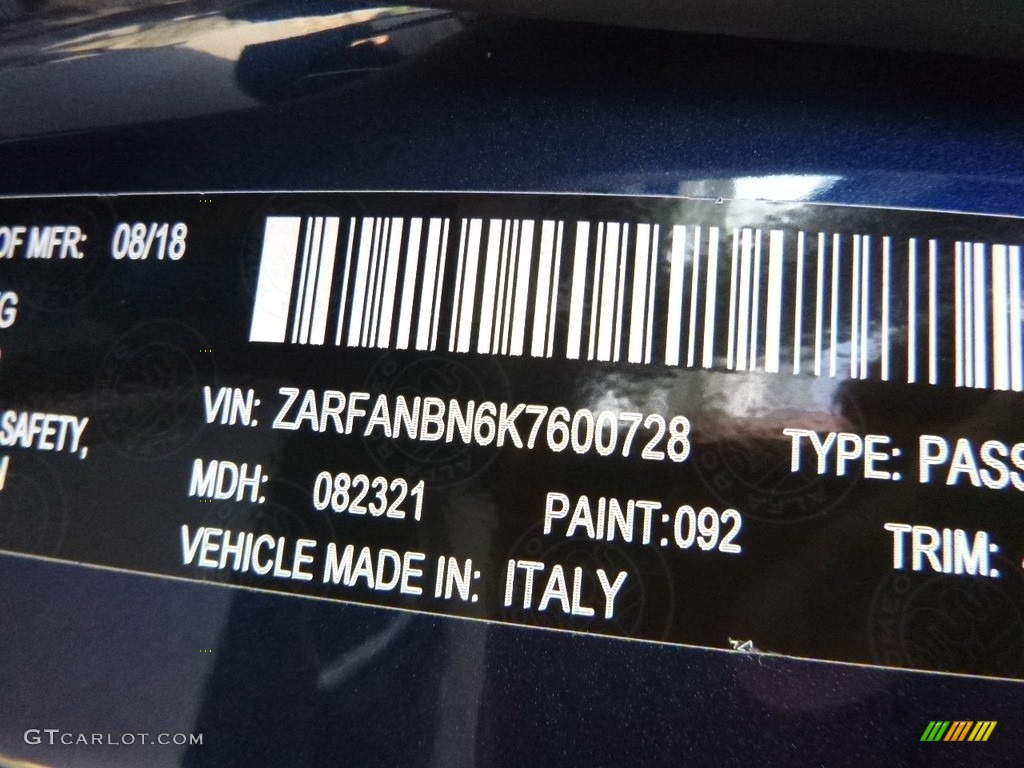 OF MFR: 08/18
G
SAFETY,
VIN: ZARFANBN6K7600728
TYPE: PASS
MDH: 082321
PAINT:092
TRIM:
VEHICLE MADE IN: ITALY
GTCARLOT.COM